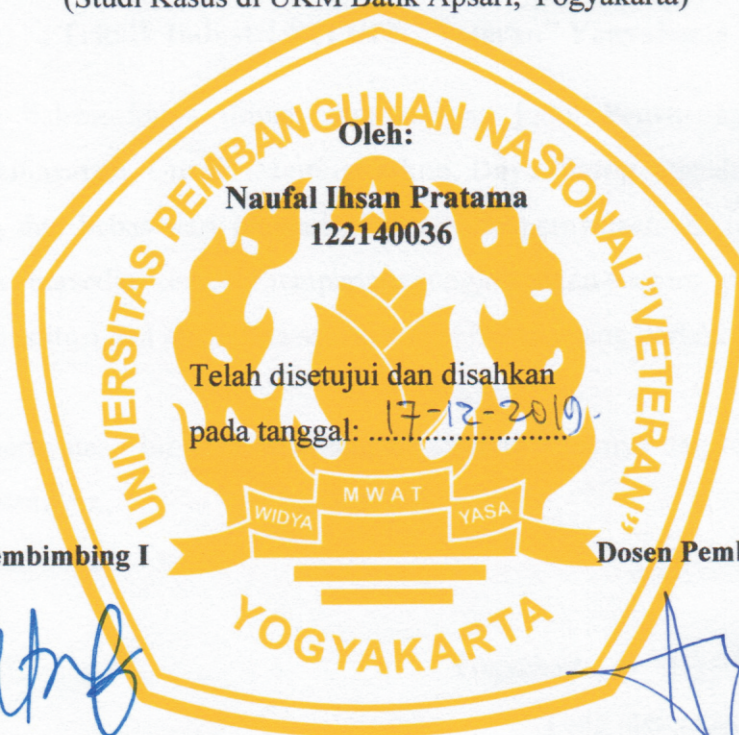 (Studi Kasus di UKM Batik Apsari, Yogyakarta)
UNIVERSITAS PEMBANGUNAN NASIONAL "VETERAN"
Oleh:
Naufal Ihsan Pratama
122140036
Telah disetujui dan disahkan
pada tanggal: 17-12-2019.
WIDYA MWAT YASA
embimbing I
Dosen Pemb
YOGYAKARTA